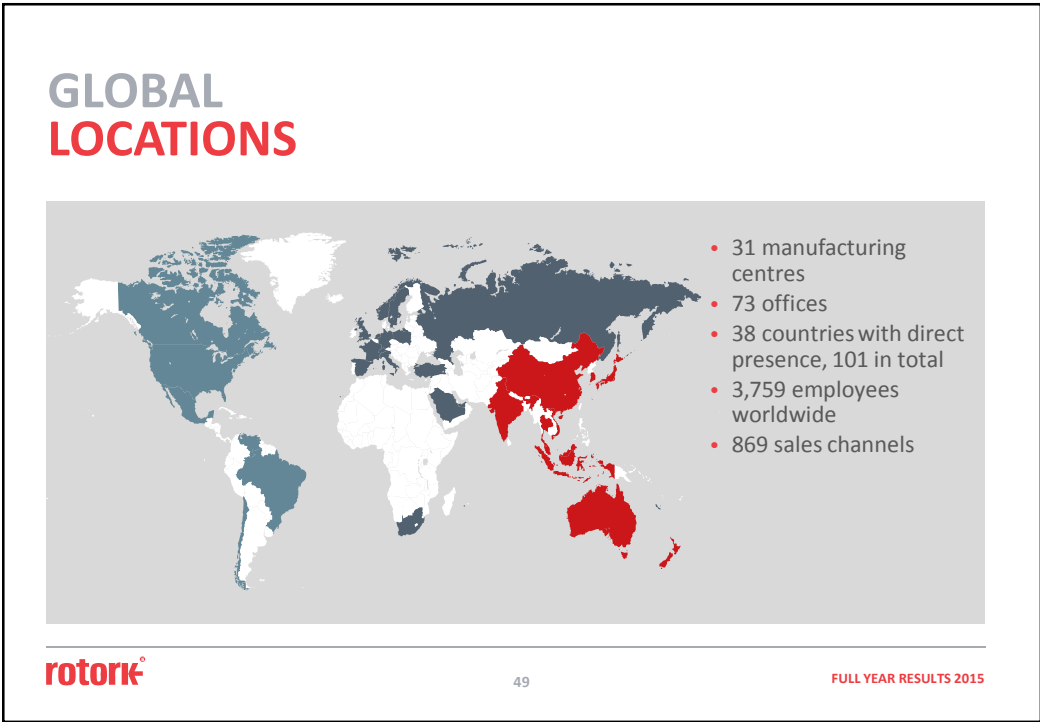 GLOBAL
LOCATIONS
• 31 manufacturing
centres
• 73 offices
• 38 countries with direct
presence, 101 in total
• 3,759 employees
worldwide
• 869 sales channels
rotork®
49
FULL YEAR RESULTS 2015